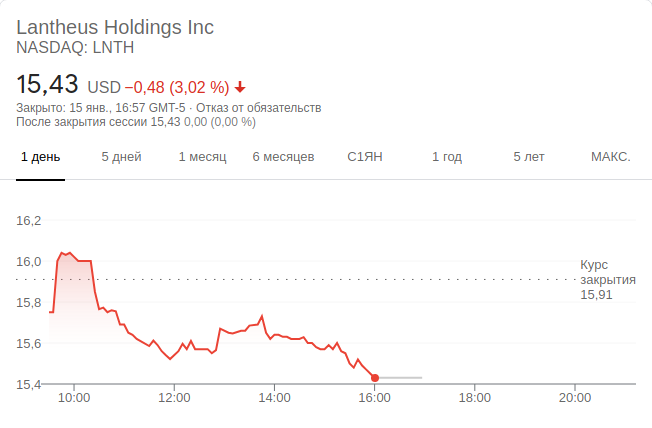 Lantheus Holdings Inc
NASDAQ: LNTH
15,43 USD −0,48 (3,02 %)
Закрыто: 15 янв., 16:57 GMT-5 · Отказ от обязательств
После закрытия сессии 15,43 0,00 (0,00 %)
1 день 5 дней 1 месяц 6 месяцев С1ЯН 1 год 5 лет МАКС.
16,2
16,0
15,8
15,6
15,4
Курс
закрытия
15,91
10:00 12:00 14:00 16:00 18:00 20:00